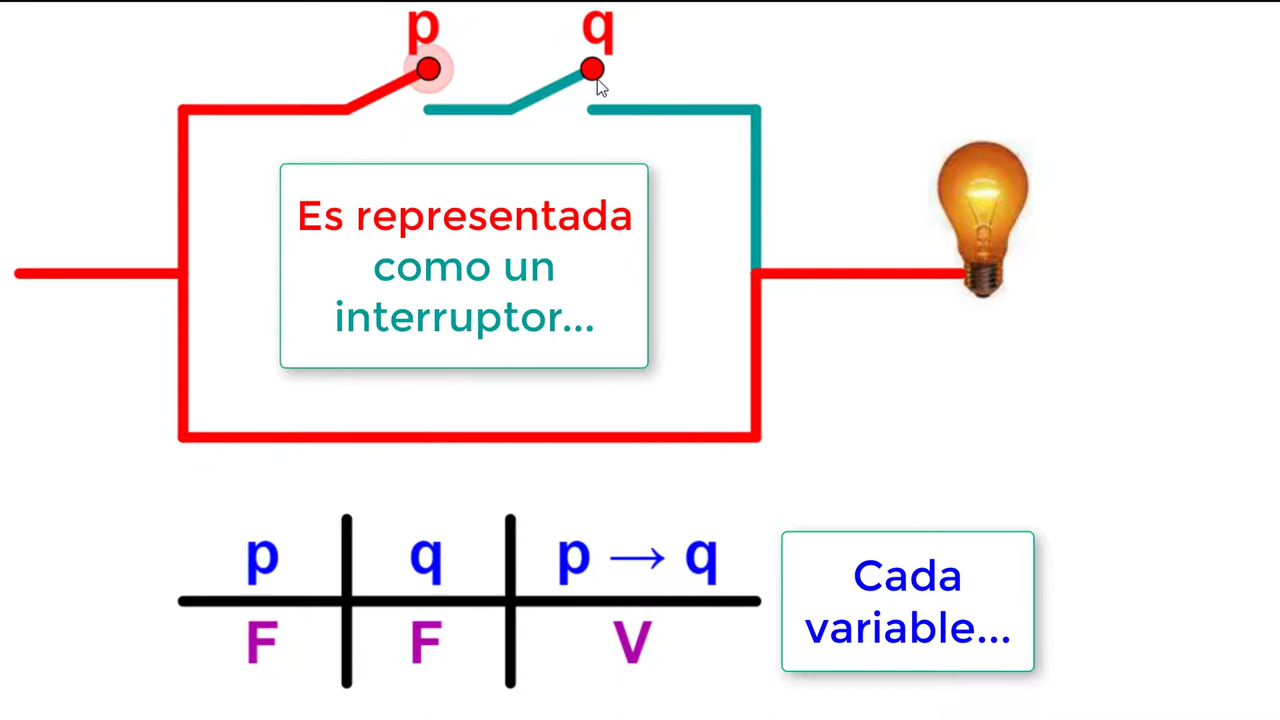 p q
Es representada
como un
interruptor...
p q p → q
F F V
Cada
variable...